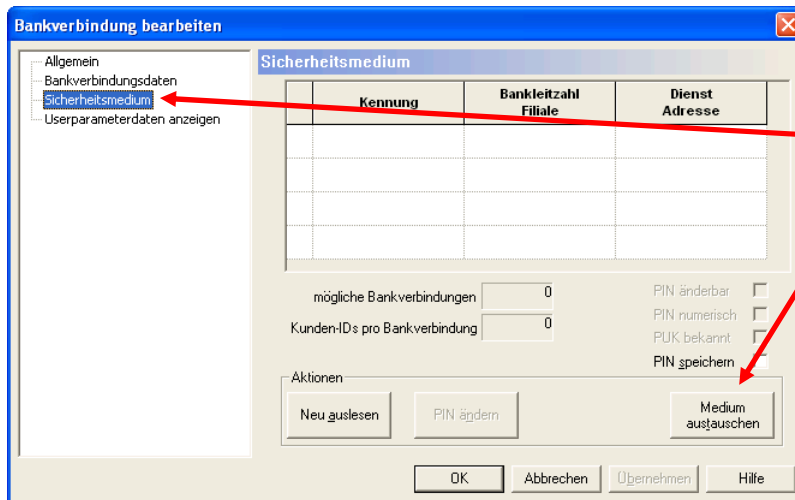 Bankverbindung bearbeiten
Allgemein
Bankverbindungsdaten
Sicherheitsmedium
Userparameterdaten anzeigen
Sicherheitsmedium
Kennung
Bankleitzahl
Filiale
Dienst
Adresse
mögliche Bankverbindungen 0
Kunden-IDs pro Bankverbindung 0
PIN änderbar
PIN numerisch
PUK bekannt
PIN speichern
Aktionen
Neu auslesen
PIN ändern
Medium
austauschen
OK
Abbrechen
Übernehmen
Hilfe